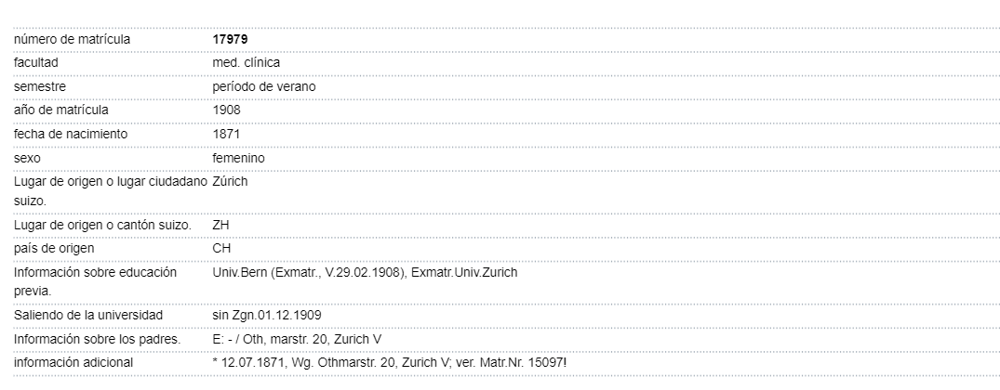 número de matrícula 17979
facultad med. clínica
semestre período de verano
año de matrícula 1908
fecha de nacimiento 1871
sexo femenino
Lugar de origen o lugar ciudadano Zúrich
suizo.
Lugar de origen o cantón suizo. ZH
país de origen CH
Información sobre educación Univ.Bern (Exmatr., V.29.02.1908), Exmatr.Univ.Zurich
previa.
Saliendo de la universidad sin Zgn.01.12.1909
Información sobre los padres. E: - / Oth, marstr. 20, Zurich V
información adicional * 12.07.1871, Wg. Othmarstr. 20, Zurich V; ver. Matr.Nr. 15097!